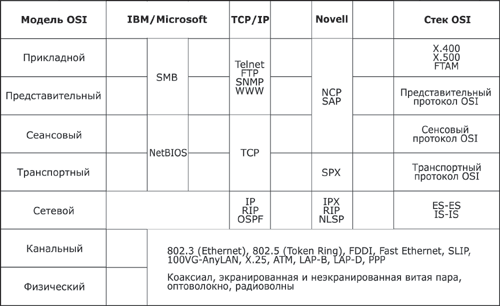 Модель OSI IBM/Microsoft TCP/IP Novell Стек OSI
Прикладной
Представительный
SMB
Telnet
FTP
SNMP
WWW
NCP
SAP
X.400
X.500
FTAM
Представительный
протокол OSI
Сеансовый
Транспортный
NetBIOS
TCP
SPX
Сенсовый
протокол OSI
Транспортный
протокол OSI
Сетевой
IP
RIP
OSPF
IPX
RIP
NLSP
ES-ES
IS-IS
Канальный
802.3 (Ethernet), 802.5 (Token Ring), FDDI, Fast Ethernet, SLIP,
100VG-AnyLAN, X.25, ATM, LAP-B, LAP-D, PPP
Физический
Коаксиал, экранированная и неэкранированная витая пара,
оптоволокно, радиоволны